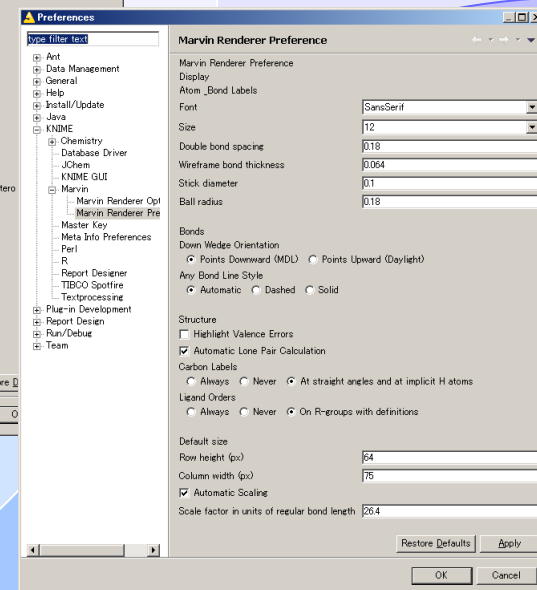 Preferences
type filter text
Marvin Renderer Preference
Ant
Data Management
General
Help
Install/Update
Java
KNIME
Chemistry
Database Driver
JChem
KNIME GUI
Marvin
Marvin Renderer Opt
Marvin Renderer Pre
Master Key
Meta Info Preferences
Perl
R
Report Designer
TIBCO Spotfire
Textprocessing
Plug-in Development
Report Design
Run/Debug
Team
Marvin Renderer Preference
Display
Atom _Bond Labels
Font SansSerif
Size 12
Double bond spacing 0.18
Wireframe bond thickness 0.064
Stick diameter 0.1
Ball radius 0.18
Bonds
Down Wedge Orientation
Points Downward (MDL) Points Upward (Daylight)
Any Bond Line Style
Automatic Dashed Solid
Structure
Highlight Valence Errors
Automatic Lone Pair Calculation
Carbon Labels
Always Never At straight angles and at implicit H atoms
Ligand Orders
Always Never On R-groups with definitions
Default size
Row height (px) 64
Column width (px) 75
Automatic Scaling
Scale factor in units of regular bond length 26.4
Restore Defaults Apply
OK Cancel
tero
re D
O